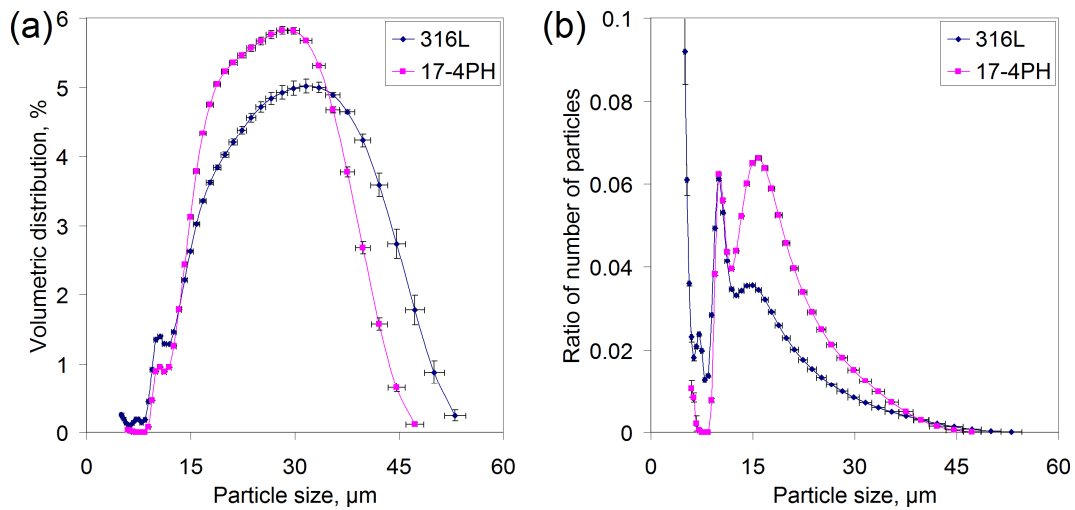 (a)
Volumetric distribution, %
6
5
4
3
2
1
0
0 15 30 45 60
Particle size, µm
316L
17-4PH
(b)
Ratio of number of particles
0.1
0.08
0.06
0.04
0.02
0
0 15 30 45 60
Particle size, µm
316L
17-4PH